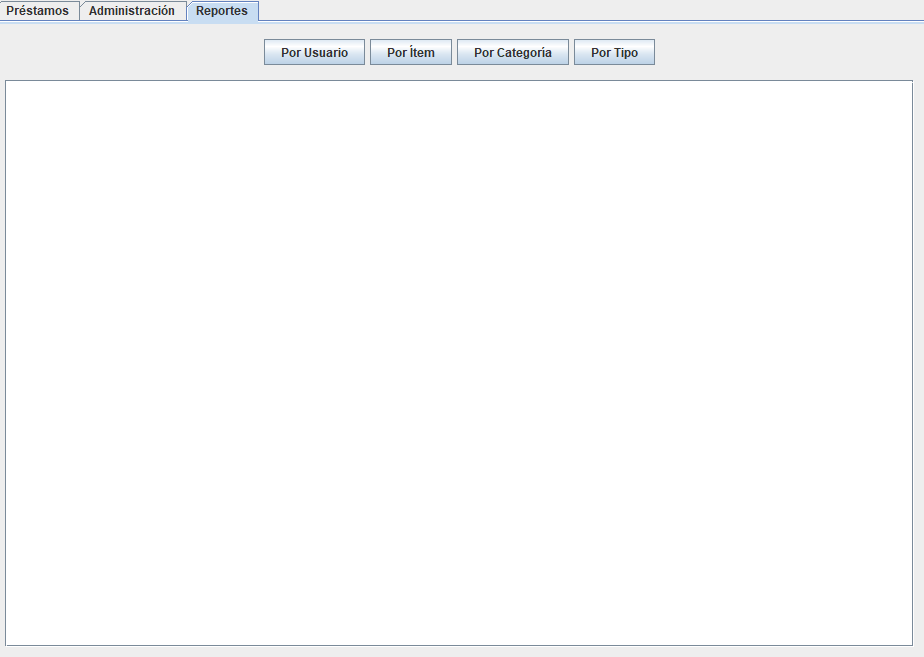 Préstamos Administración Reportes
Por Usuario Por Ítem Por Categoría Por Tipo